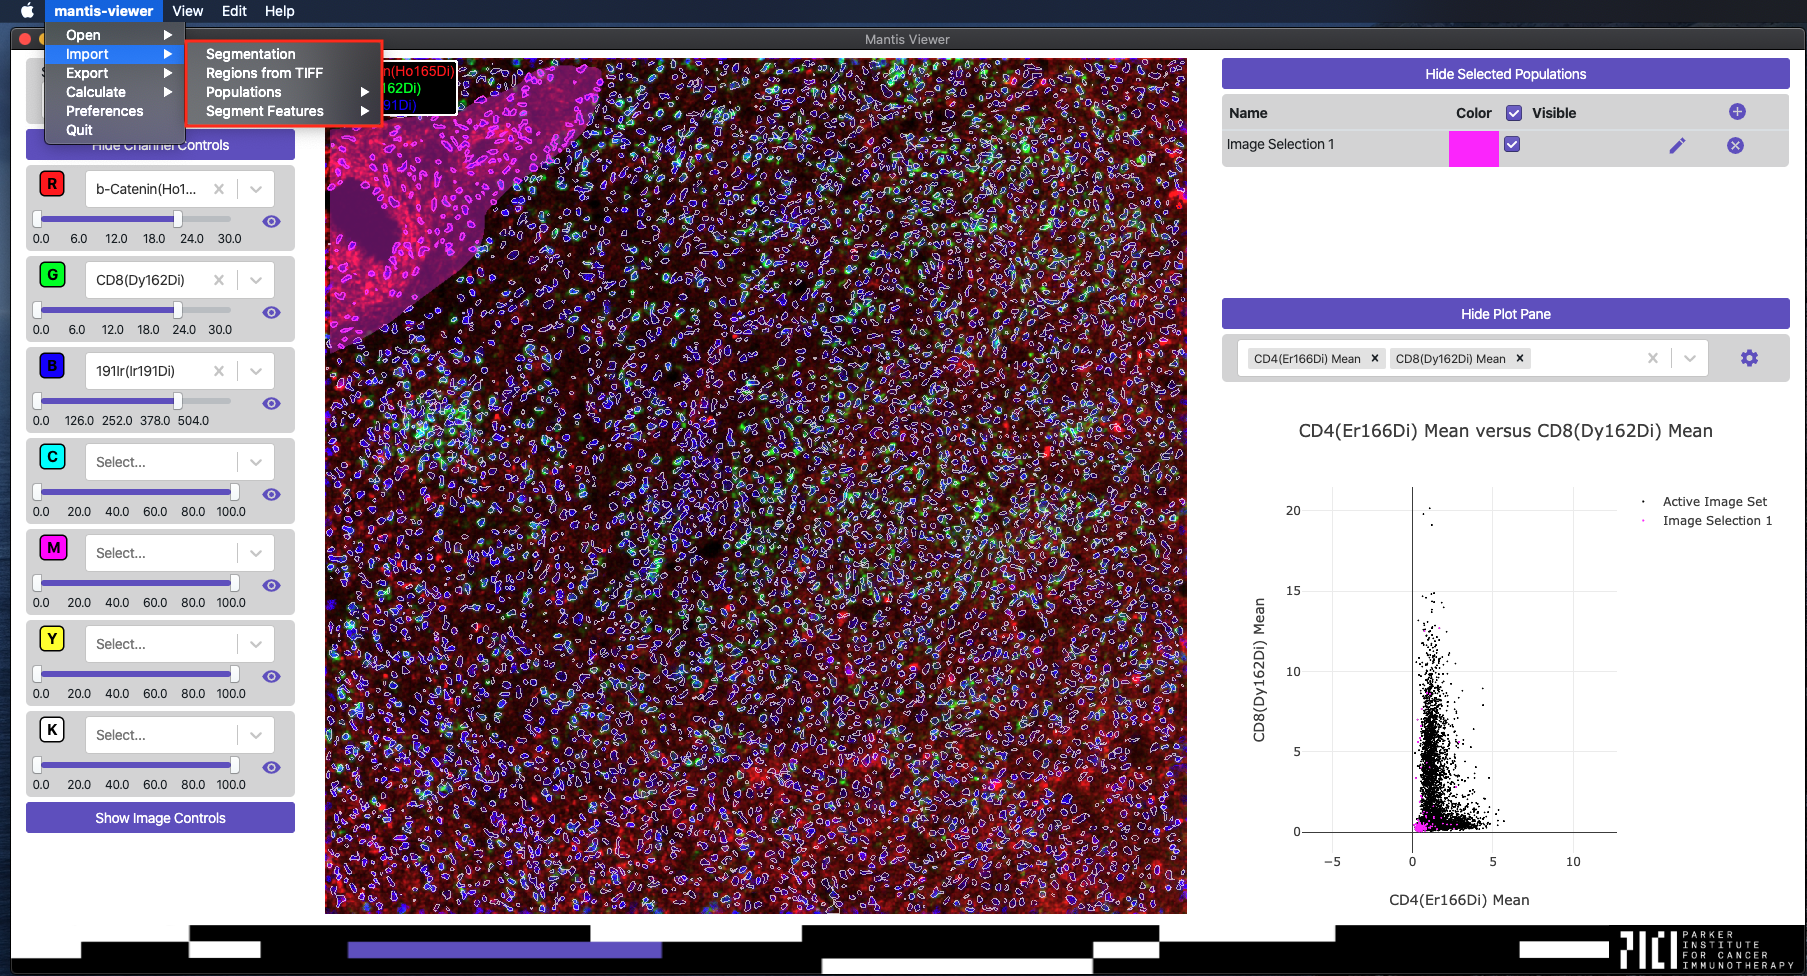 mantis-viewer View Edit Help
Mantis Viewer
Open
Import
Export
Calculate
Preferences
Quit
Segmentation
Regions from TIFF
Populations
Segment Features
n(Ho165Di)
162Di)
91Di)
Hide Channel Controls
R b-Catenin(Ho1...
0.0 6.0 12.0 18.0 24.0 30.0
G CD8(Dy162Di)
0.0 6.0 12.0 18.0 24.0 30.0
B 191Ir(Ir191Di)
0.0 126.0 252.0 378.0 504.0
C Select...
0.0 20.0 40.0 60.0 80.0 100.0
M Select...
0.0 20.0 40.0 60.0 80.0 100.0
Y Select...
0.0 20.0 40.0 60.0 80.0 100.0
K Select...
0.0 20.0 40.0 60.0 80.0 100.0
Show Image Controls
Hide Selected Populations
Name Color Visible
Image Selection 1
Hide Plot Pane
CD4(Er166Di) Mean CD8(Dy162Di) Mean
CD4(Er166Di) Mean versus CD8(Dy162Di) Mean
Active Image Set
Image Selection 1
CD8(Dy162Di) Mean
20
15
10
5
0
−5 0 5 10
CD4(Er166Di) Mean
PICI
PARKER
INSTITUTE
FOR CANCER
IMMUNOTHERAPY